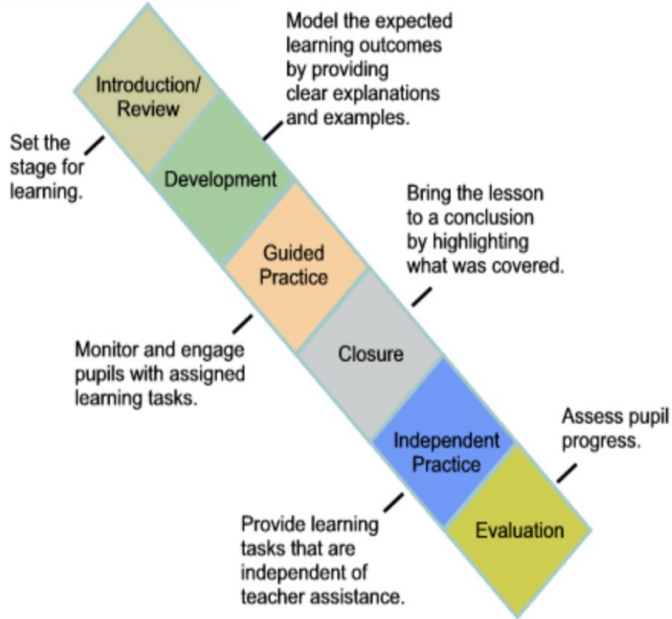 Introduction/
Review
Set the
stage for
learning.
Model the expected
learning outcomes
by providing
clear explanations
and examples.
Development
Guided
Practice
Monitor and engage
pupils with assigned
learning tasks.
Bring the lesson
to a conclusion
by highlighting
what was covered.
Closure
Independent
Practice
Provide learning
tasks that are
independent of
teacher assistance.
Assess pupil
progress.
Evaluation